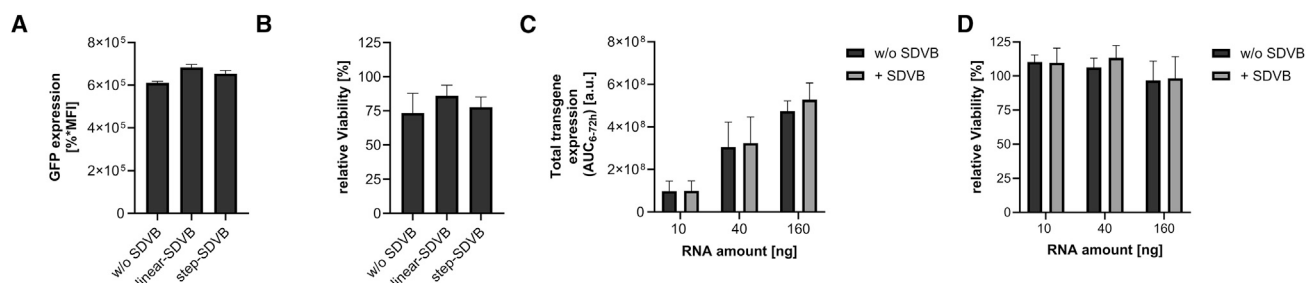 A
GFP expression
[%*MFI]
8×10⁵
6×10⁵
4×10⁵
2×10⁵
0
w/o SDVB
linear-SDVB
step-SDVB
B
relative Viability [%]
125
100
75
50
25
0
w/o SDVB
linear-SDVB
step-SDVB
C
Total transgene
expression
(AUC₆₋₇₂ₕ) [a.u.]
8×10⁸
6×10⁸
4×10⁸
2×10⁸
0
10 40 160
RNA amount [ng]
w/o SDVB
+ SDVB
D
relative Viability [%]
125
100
75
50
25
0
10 40 160
RNA amount [ng]
w/o SDVB
+ SDVB